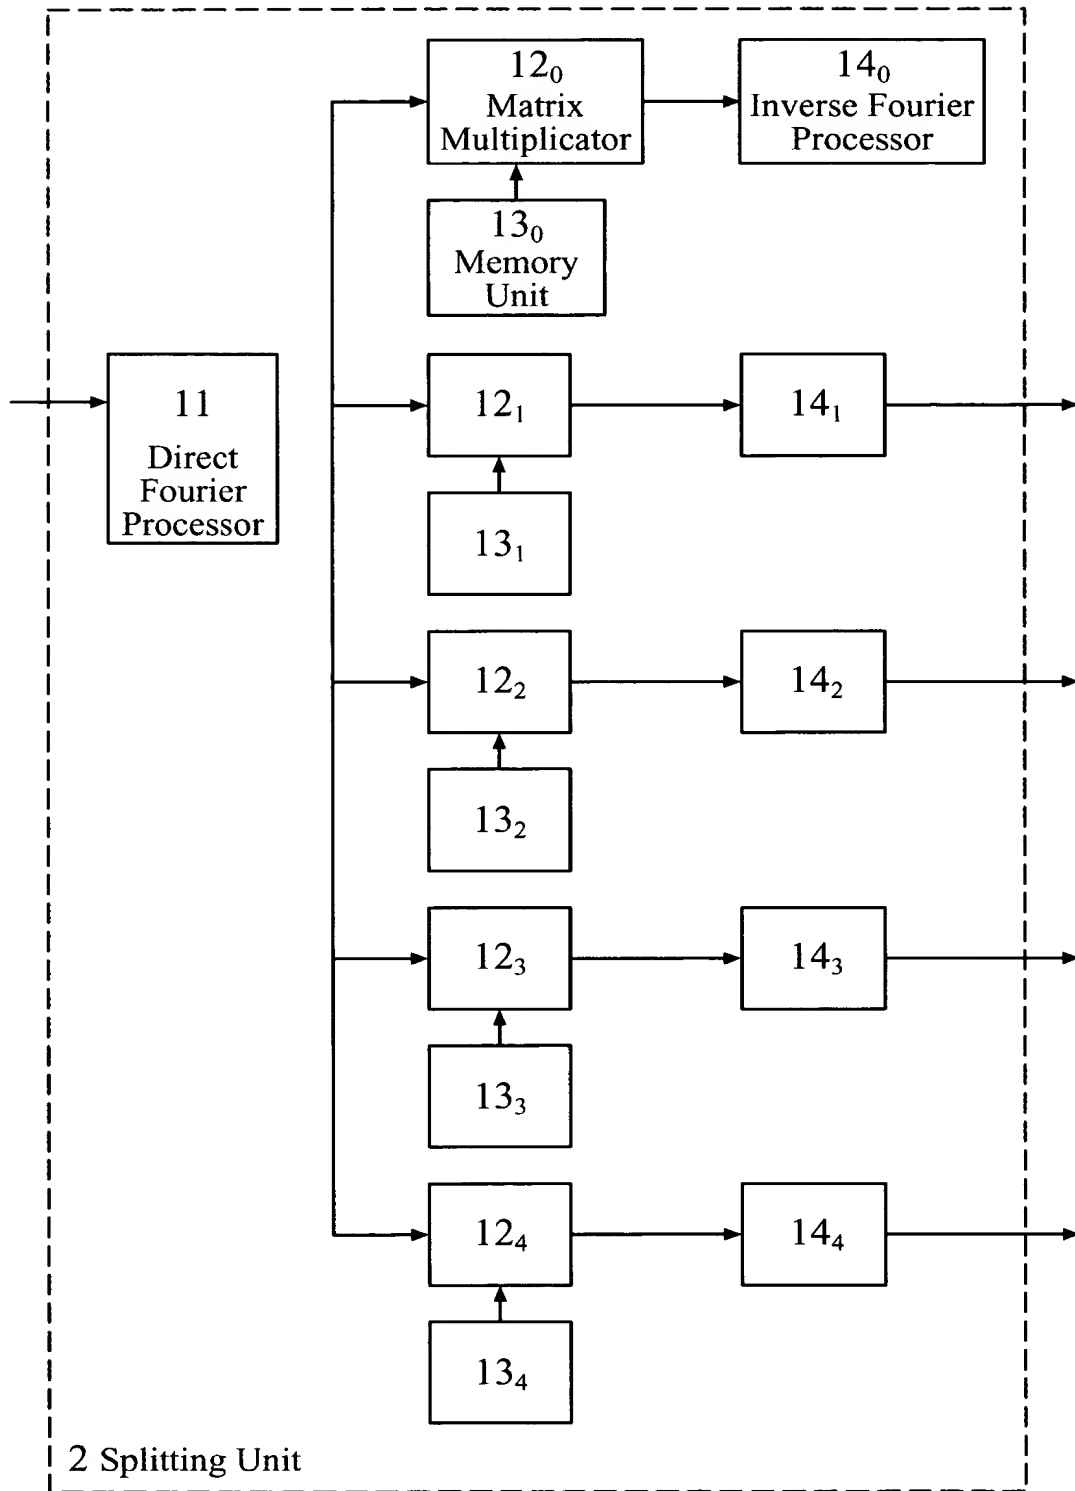 12₀
Matrix
Multiplicator
14₀
Inverse Fourier
Processor
13₀
Memory
Unit
11
Direct
Fourier
Processor
12₁
14₁
13₁
12₂
14₂
13₂
12₃
14₃
13₃
12₄
14₄
13₄
2 Splitting Unit